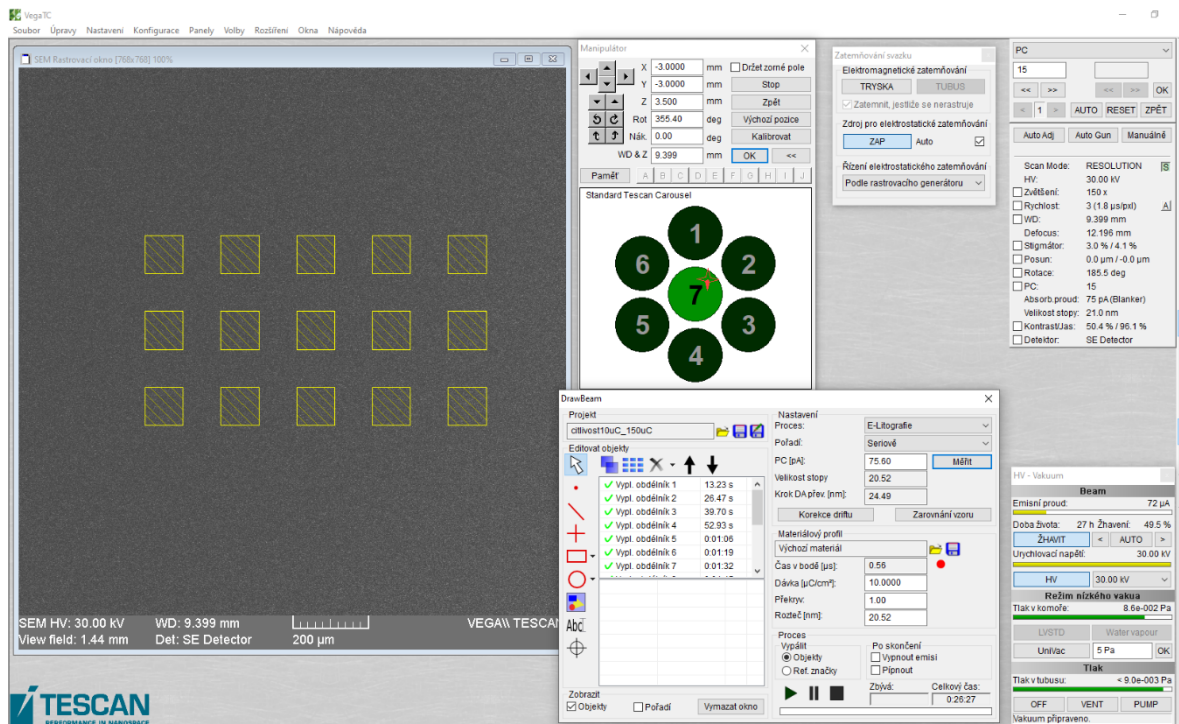 VegaTC
Soubor Úpravy Nastavení Konfigurace Panely Volby Rozšíření Okna Nápověda
SEM Rastrovací okno [768x768] 100%
SEM HV: 30.00 kV WD: 9.399 mm VEGA\\ TESCAN
View field: 1.44 mm Det: SE Detector 200 µm
TESCAN
PERFORMANCE IN NANOSPACE
Manipulátor
X -3.0000 mm Držet zorné pole
Y -3.0000 mm Stop
Z 3.500 mm Zpět
Rot 355.40 deg Výchozí pozice
Nák. 0.00 deg Kalibrovat
WD & Z 9.399 mm OK <<
Paměť A B C D E F G H I J
Standard Tescan Carousel
1
6 2
7
5 3
4
Zatemňování svazku
Elektromagnetické zatemňování
TRYSKA TUBUS
Zatemnit, jestliže se nerastruje
Zdroj pro elektrostatické zatemňování
ZAP Auto
Řízení elektrostatického zatemňování
Podle rastrovacího generátoru
PC
15
<< >> << >> OK
< 1 > AUTO RESET ZPĚT
Auto Adj Auto Gun Manuálně
Scan Mode: RESOLUTION S
HV: 30.00 kV
Zvětšení: 150 x
Rychlost: 3 (1.8 µs/pxl) A
WD: 9.399 mm
Defocus: 12.196 mm
Stigmátor: 3.0 % / 4.1 %
Posun: 0.0 µm / -0.0 µm
Rotace: 185.5 deg
PC: 15
Absorb.proud: 75 pA (Blanker)
Velikost stopy: 21.0 nm
Kontrast/Jas: 50.4 % / 96.1 %
Detektor: SE Detector
DrawBeam
Projekt
citlivost10uC_150uC
Editovat objekty
Vypl. obdélník 1 13.23 s
Vypl. obdélník 2 26.47 s
Vypl. obdélník 3 39.70 s
Vypl. obdélník 4 52.93 s
Vypl. obdélník 5 0:01:06
Vypl. obdélník 6 0:01:19
Vypl. obdélník 7 0:01:32
Abc
Zobrazit
Objekty Pořadí Vymazat okno
Nastavení
Proces: E-Litografie
Pořadí: Seriově
PC [pA]: 75.60 Měřit
Velikost stopy 20.52
Krok DA přev. [nm]: 24.49
Korekce driftu Zarovnání vzoru
Materiálový profil
Výchozí materiál
Čas v bodě [µs]: 0.56
Dávka [µC/cm²]: 10.0000
Překryv: 1.00
Rozteč [nm]: 20.52
Proces
Vypálit Po skončení
Objekty Vypnout emisi
Ref. značky Pípnout
Zbývá: Celkový čas:
0:26:27
HV - Vakuum
Beam
Emisní proud: 72 µA
Doba života: 27 h Žhavení: 49.5 %
ŽHAVIT < AUTO >
Urychlovací napětí: 30.00 kV
HV 30.00 kV
Režim nízkého vakua
Tlak v komoře: 8.6e-002 Pa
LVSTD Water vapour
UniVac 5 Pa OK
Tlak
Tlak v tubusu: < 9.0e-003 Pa
OFF VENT PUMP
Vakuum připraveno.